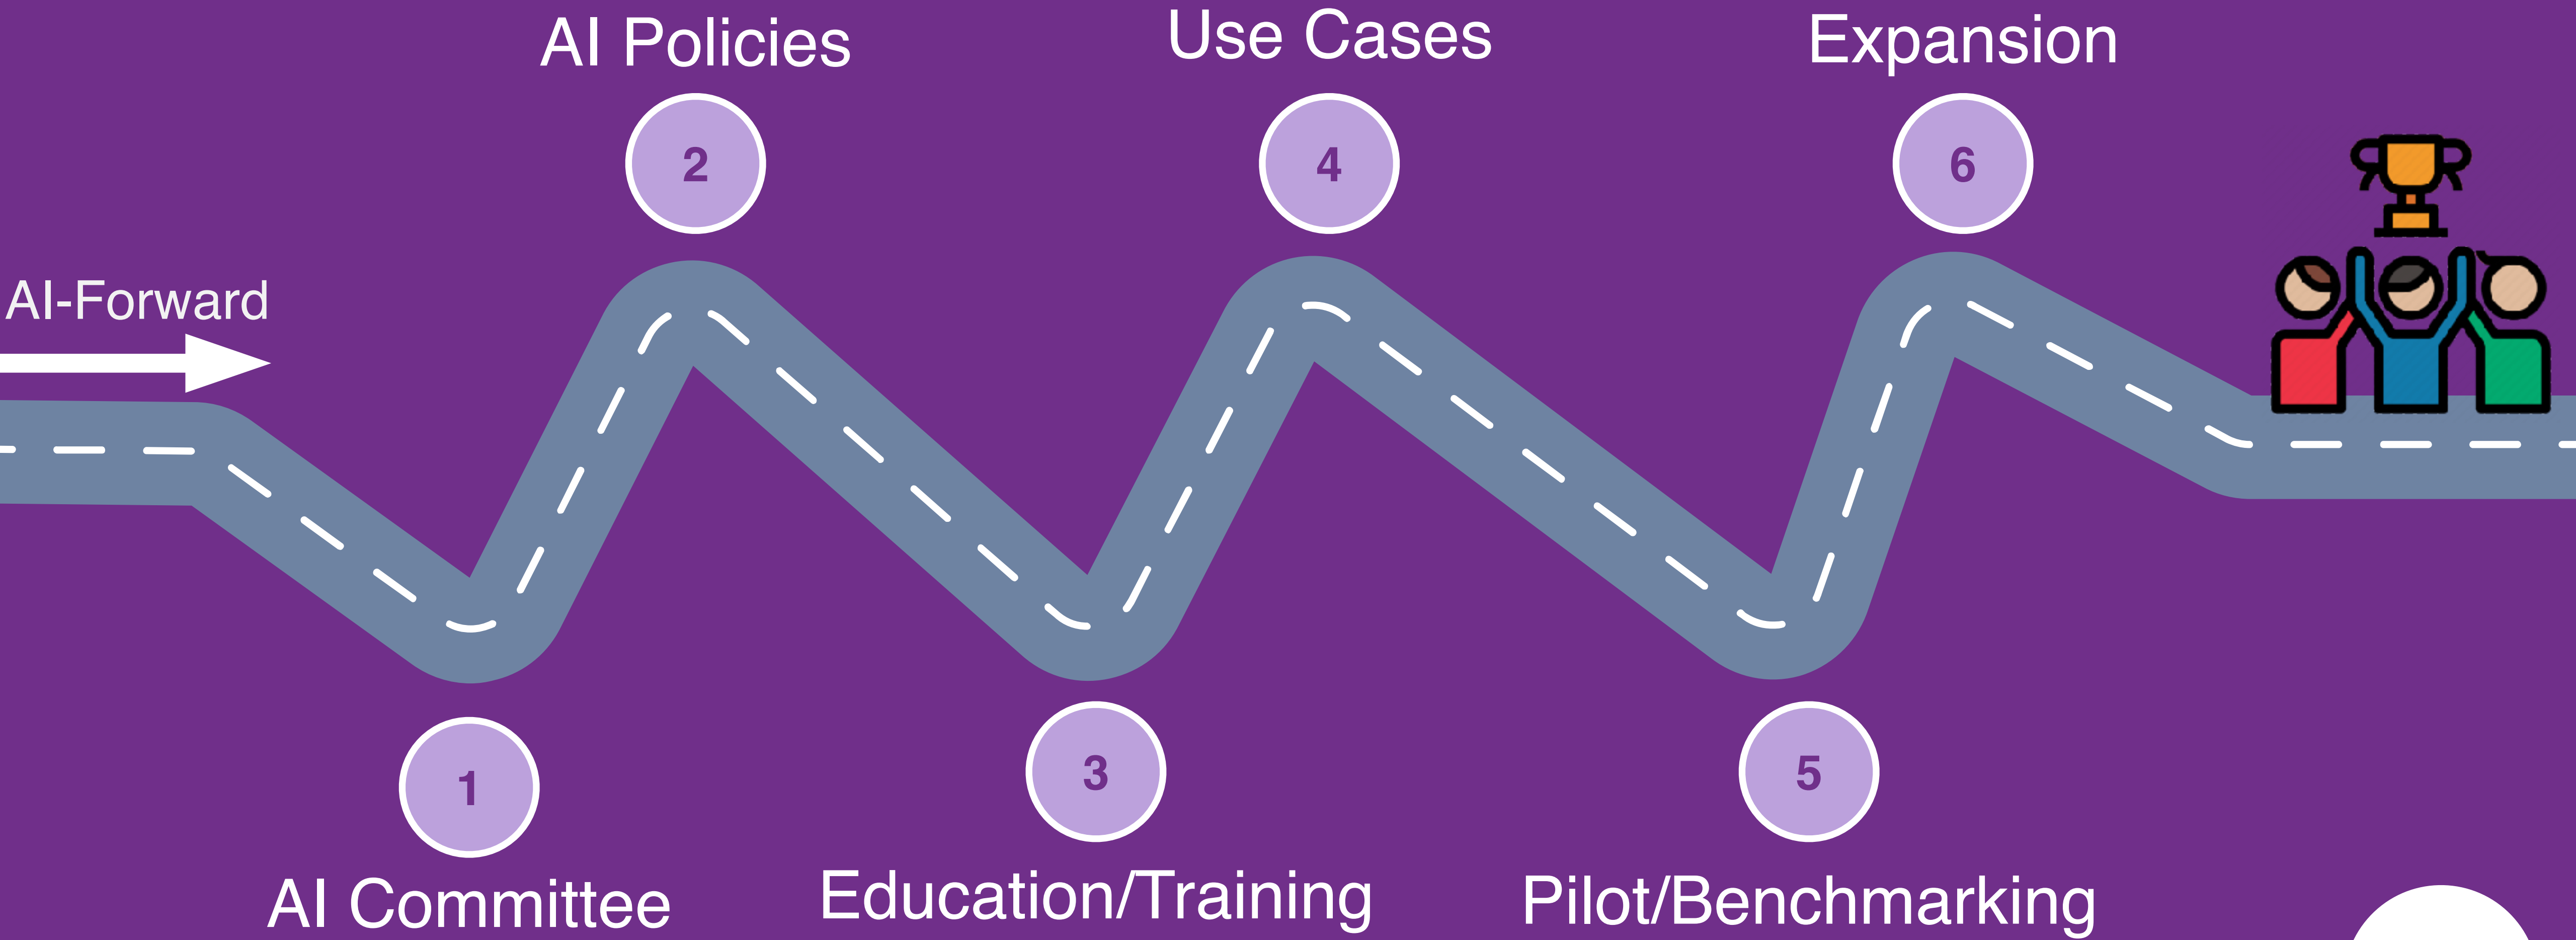 AI-Forward
1
AI Committee
AI Policies
2
3
Education/Training
Use Cases
4
5
Pilot/Benchmarking
Expansion
6